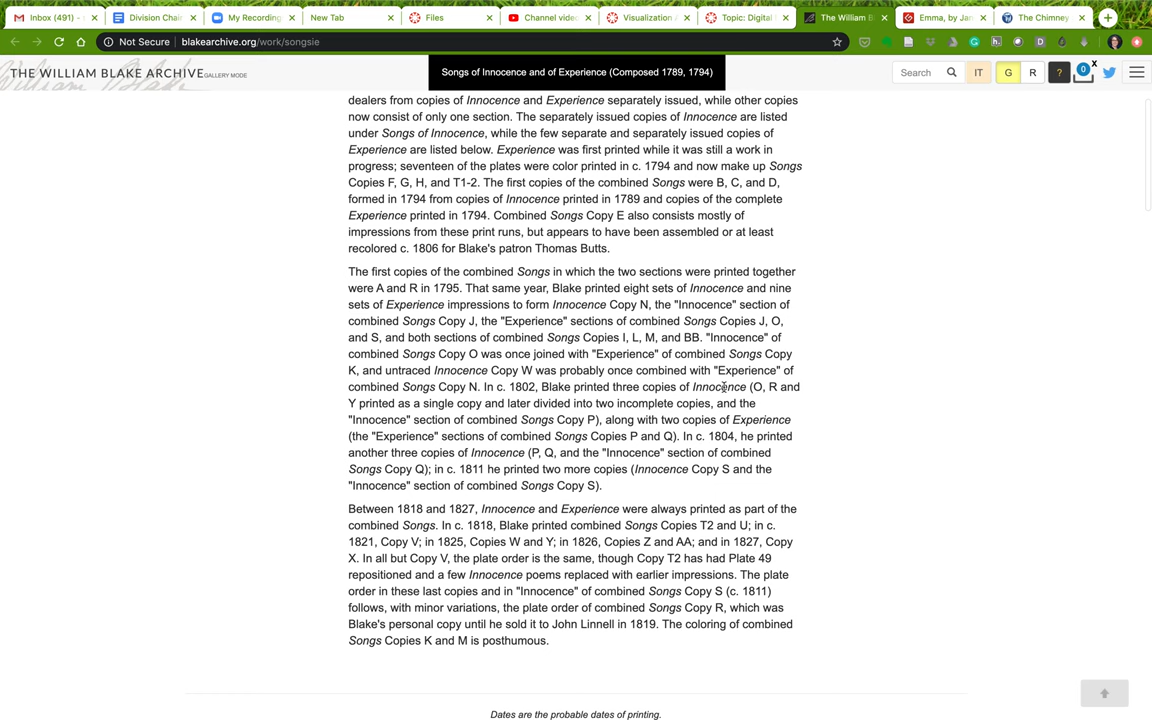 Inbox (491) -
Division Chair
My Recording
New Tab
Files
Channel video
Visualization
Topic: Digital
The William B
Emma, by Jan
The Chimney
Not Secure | blakearchive.org/work/songsie
THE WILLIAM BLAKE ARCHIVE GALLERY MODE
Songs of Innocence and of Experience (Composed 1789, 1794)
Search IT G R ? 0 x
dealers from copies of Innocence and Experience separately issued, while other copies
now consist of only one section. The separately issued copies of Innocence are listed
under Songs of Innocence, while the few separate and separately issued copies of
Experience are listed below. Experience was first printed while it was still a work in
progress; seventeen of the plates were color printed in c. 1794 and now make up Songs
Copies F, G, H, and T1-2. The first copies of the combined Songs were B, C, and D,
formed in 1794 from copies of Innocence printed in 1789 and copies of the complete
Experience printed in 1794. Combined Songs Copy E also consists mostly of
impressions from these print runs, but appears to have been assembled or at least
recolored c. 1806 for Blake's patron Thomas Butts.
The first copies of the combined Songs in which the two sections were printed together
were A and R in 1795. That same year, Blake printed eight sets of Innocence and nine
sets of Experience impressions to form Innocence Copy N, the "Innocence" section of
combined Songs Copy J, the "Experience" sections of combined Songs Copies J, O,
and S, and both sections of combined Songs Copies I, L, M, and BB. "Innocence" of
combined Songs Copy O was once joined with "Experience" of combined Songs Copy
K, and untraced Innocence Copy W was probably once combined with "Experience" of
combined Songs Copy N. In c. 1802, Blake printed three copies of Innocence (O, R and
Y printed as a single copy and later divided into two incomplete copies, and the
"Innocence" section of combined Songs Copy P), along with two copies of Experience
(the "Experience" sections of combined Songs Copies P and Q). In c. 1804, he printed
another three copies of Innocence (P, Q, and the "Innocence" section of combined
Songs Copy Q); in c. 1811 he printed two more copies (Innocence Copy S and the
"Innocence" section of combined Songs Copy S).
Between 1818 and 1827, Innocence and Experience were always printed as part of the
combined Songs. In c. 1818, Blake printed combined Songs Copies T2 and U; in c.
1821, Copy V; in 1825, Copies W and Y; in 1826, Copies Z and AA; and in 1827, Copy
X. In all but Copy V, the plate order is the same, though Copy T2 has had Plate 49
repositioned and a few Innocence poems replaced with earlier impressions. The plate
order in these last copies and in "Innocence" of combined Songs Copy S (c. 1811)
follows, with minor variations, the plate order of combined Songs Copy R, which was
Blake's personal copy until he sold it to John Linnell in 1819. The coloring of combined
Songs Copies K and M is posthumous.
Dates are the probable dates of printing.